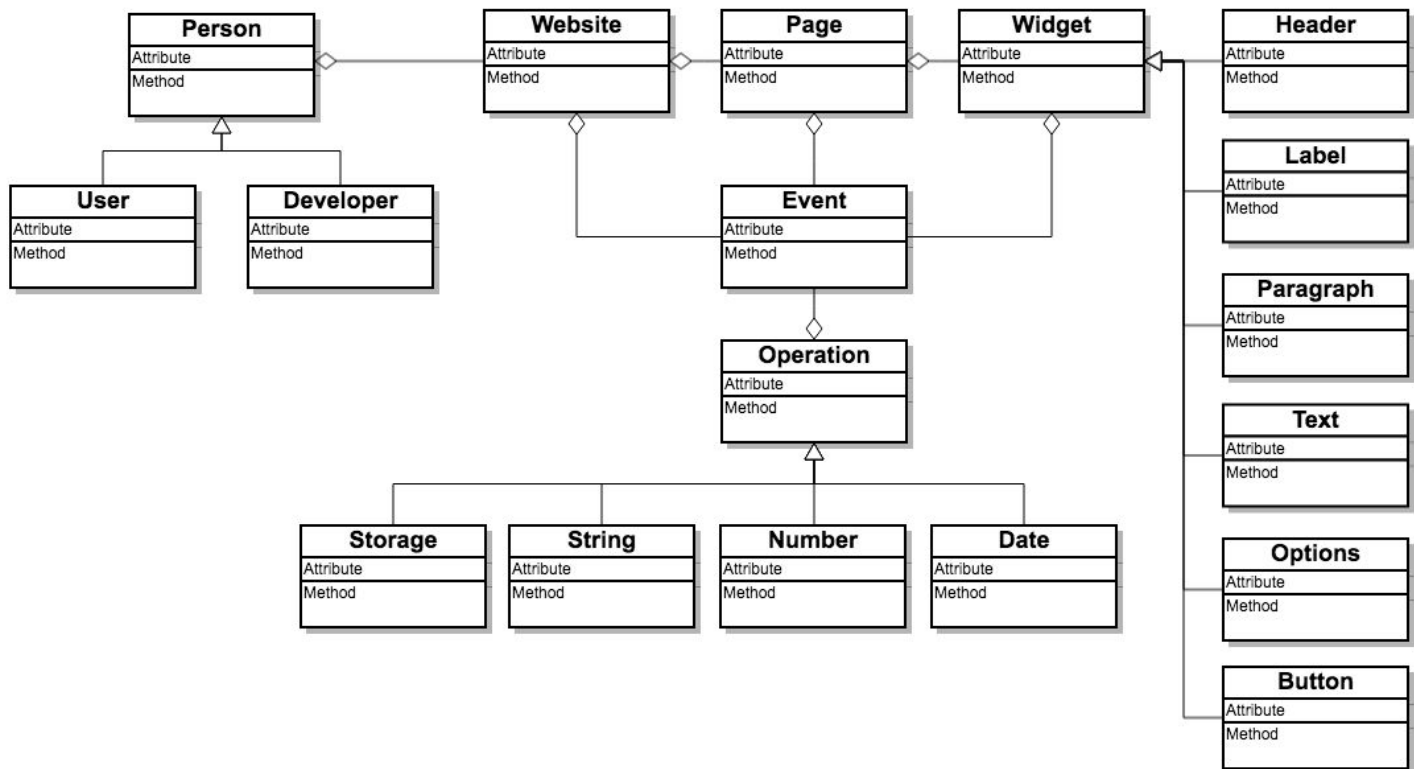 Person
Attribute
Method
Website
Attribute
Method
Page
Attribute
Method
Widget
Attribute
Method
Header
Attribute
Method
User
Attribute
Method
Developer
Attribute
Method
Event
Attribute
Method
Label
Attribute
Method
Paragraph
Attribute
Method
Operation
Attribute
Method
Text
Attribute
Method
Storage
Attribute
Method
String
Attribute
Method
Number
Attribute
Method
Date
Attribute
Method
Options
Attribute
Method
Button
Attribute
Method